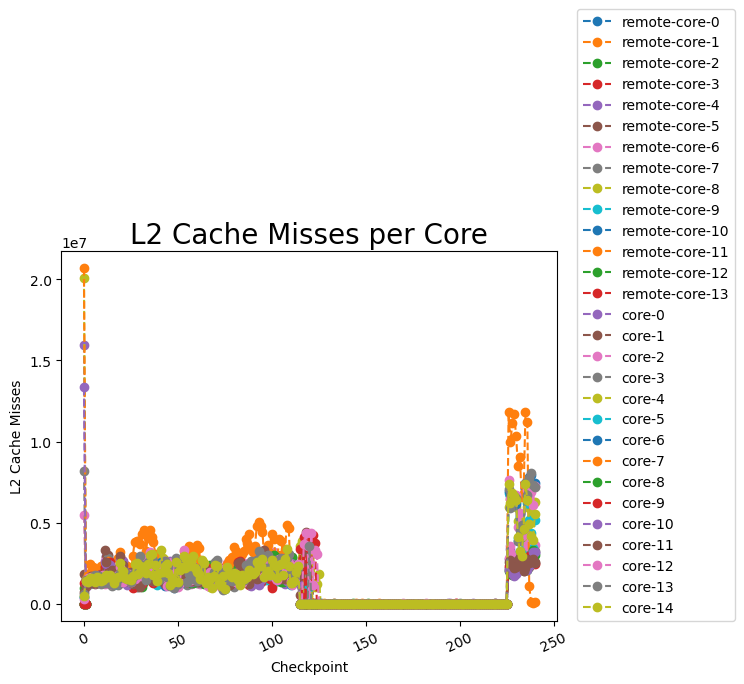 L2 Cache Misses per Core
1e7
2.0
1.5
1.0
0.5
0.0
L2 Cache Misses
0
50
100
150
200
250
Checkpoint
remote-core-0
remote-core-1
remote-core-2
remote-core-3
remote-core-4
remote-core-5
remote-core-6
remote-core-7
remote-core-8
remote-core-9
remote-core-10
remote-core-11
remote-core-12
remote-core-13
core-0
core-1
core-2
core-3
core-4
core-5
core-6
core-7
core-8
core-9
core-10
core-11
core-12
core-13
core-14